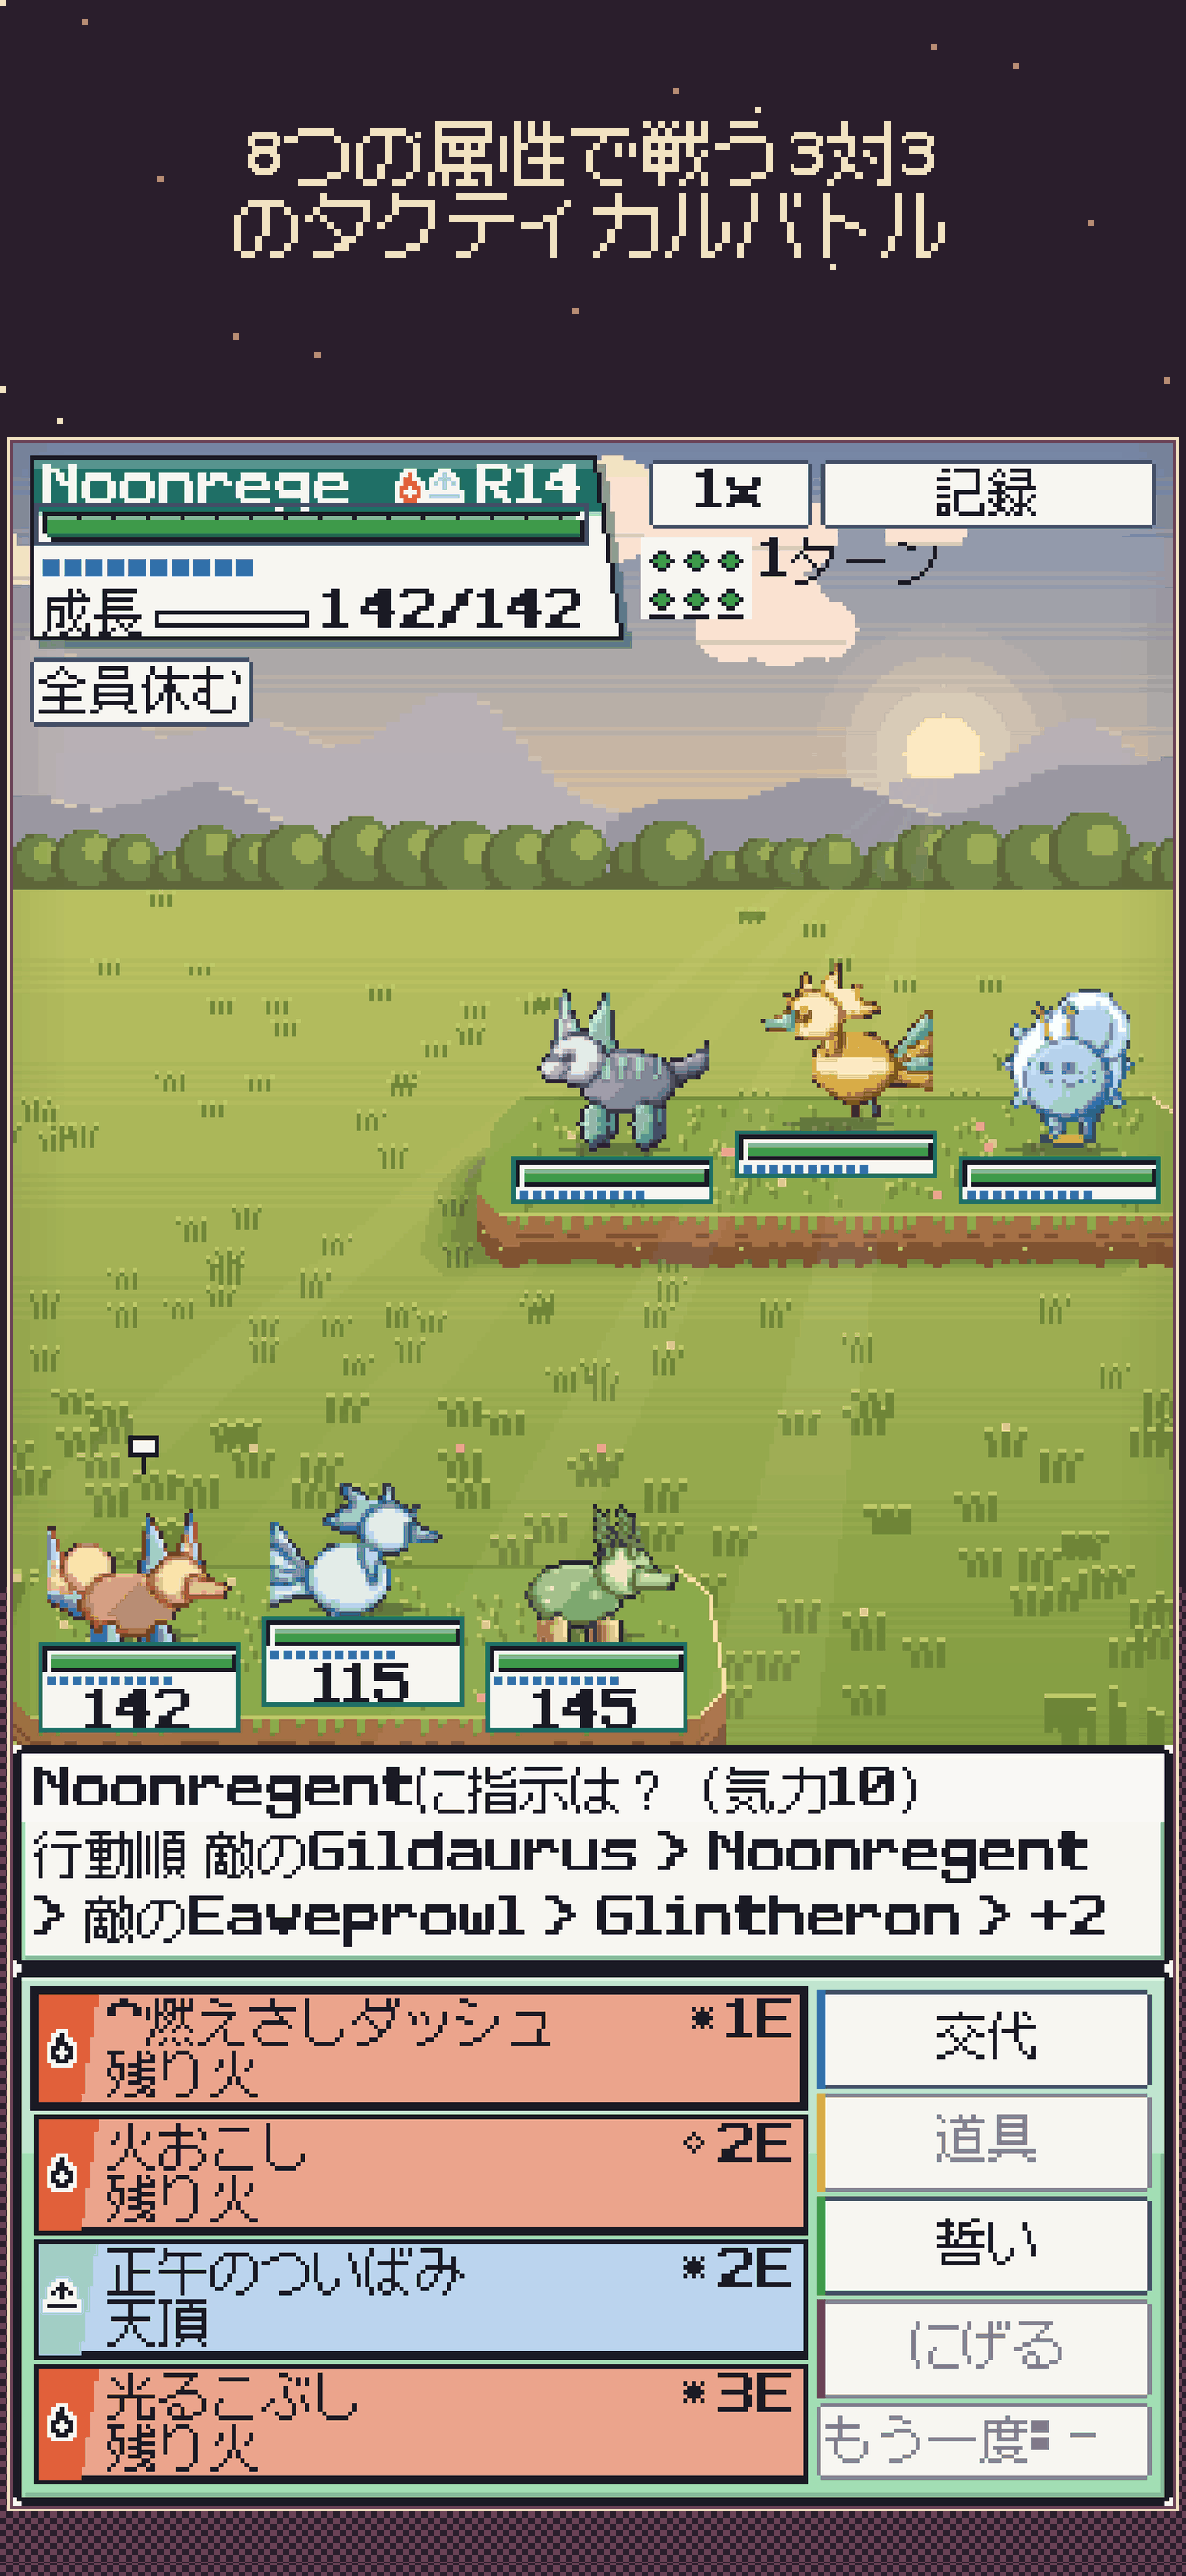 8つの属性で戦う3対3
のタクティカルバトル
Noonrege R14
1x
記録
1ターン
成長 142/142
全員休む
142
115
145
Noonregentに指示は？（気力10）
行動順 敵のGildaurus > Noonregent
> 敵のEaveprowl > Glintheron > +2
燃えさしダッシュ 1E
残り火
火おこし 2E
残り火
正午のついばみ 2E
天頂
光るこぶし 3E
残り火
交代
道具
誓い
にげる
もう一度: -